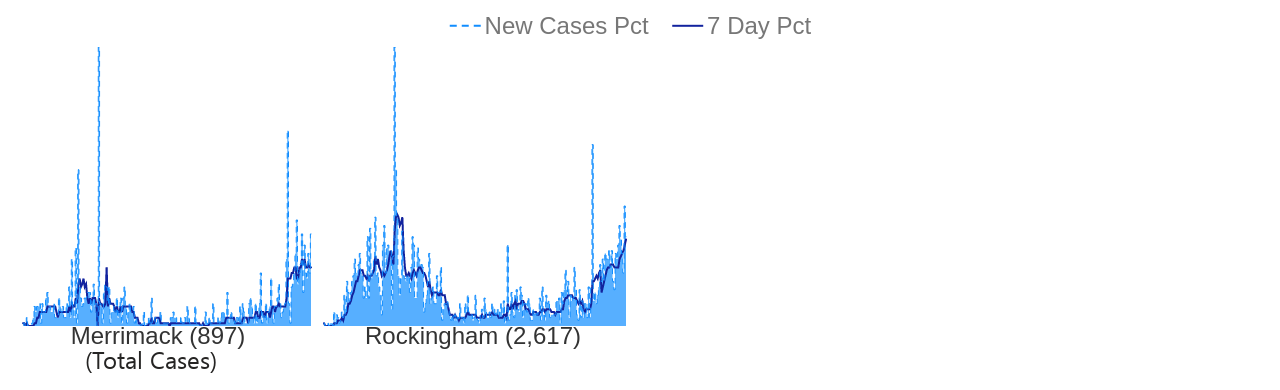 New Cases Pct 7 Day Pct
Merrimack (897) Rockingham (2,617)
(Total Cases)